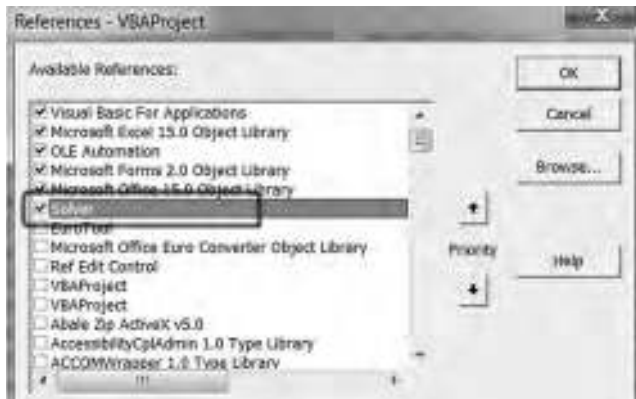 References - VBAProject
Available References:
Visual Basic For Applications
Microsoft Excel 15.0 Object Library
OLE Automation
Microsoft Forms 2.0 Object Library
Microsoft Office 15.0 Object Library
Solver
EuroTool
Microsoft Office Euro Converter Object Library
Ref Edit Control
VBAProject
VBAProject
Abale Zip ActiveX v5.0
AccessibilityCplAdmin 1.0 Type Library
ACCOMWrapper 1.0 Type Library
OK
Cancel
Browse...
Priority
Help